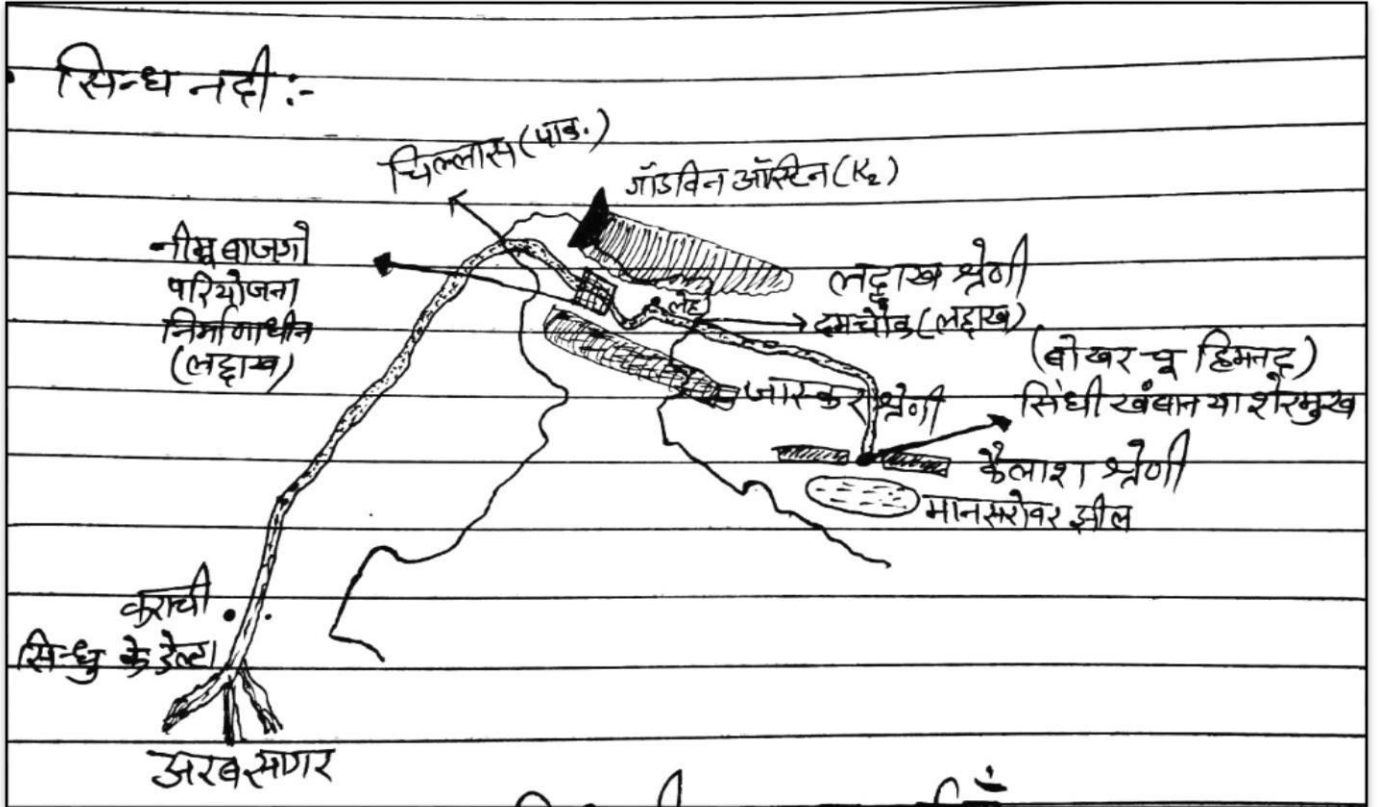 सिन्ध नदी :-
चिल्लास (पाक.)
गॉडविन ऑस्टिन (K₂)
नीमू बाजगो
परियोजना
निर्माणाधीन
(लद्दाख)
लद्दाख श्रेणी
लेह
दमचौक (लद्दाख)
(बोखर-चू हिमनद)
सिंधी खंबान या शेरमुख
जास्कर श्रेणी
कैलाश श्रेणी
मानसरोवर झील
कराची
सिन्धु के डेल्टा
अरब सागर